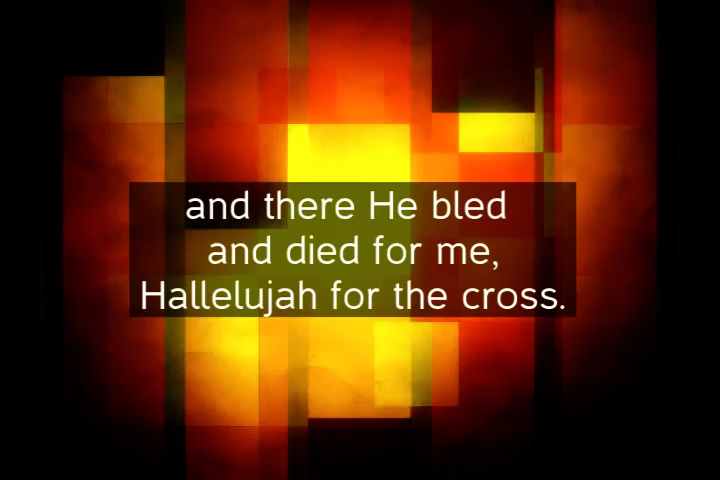 and there He bled
and died for me,
Hallelujah for the cross.